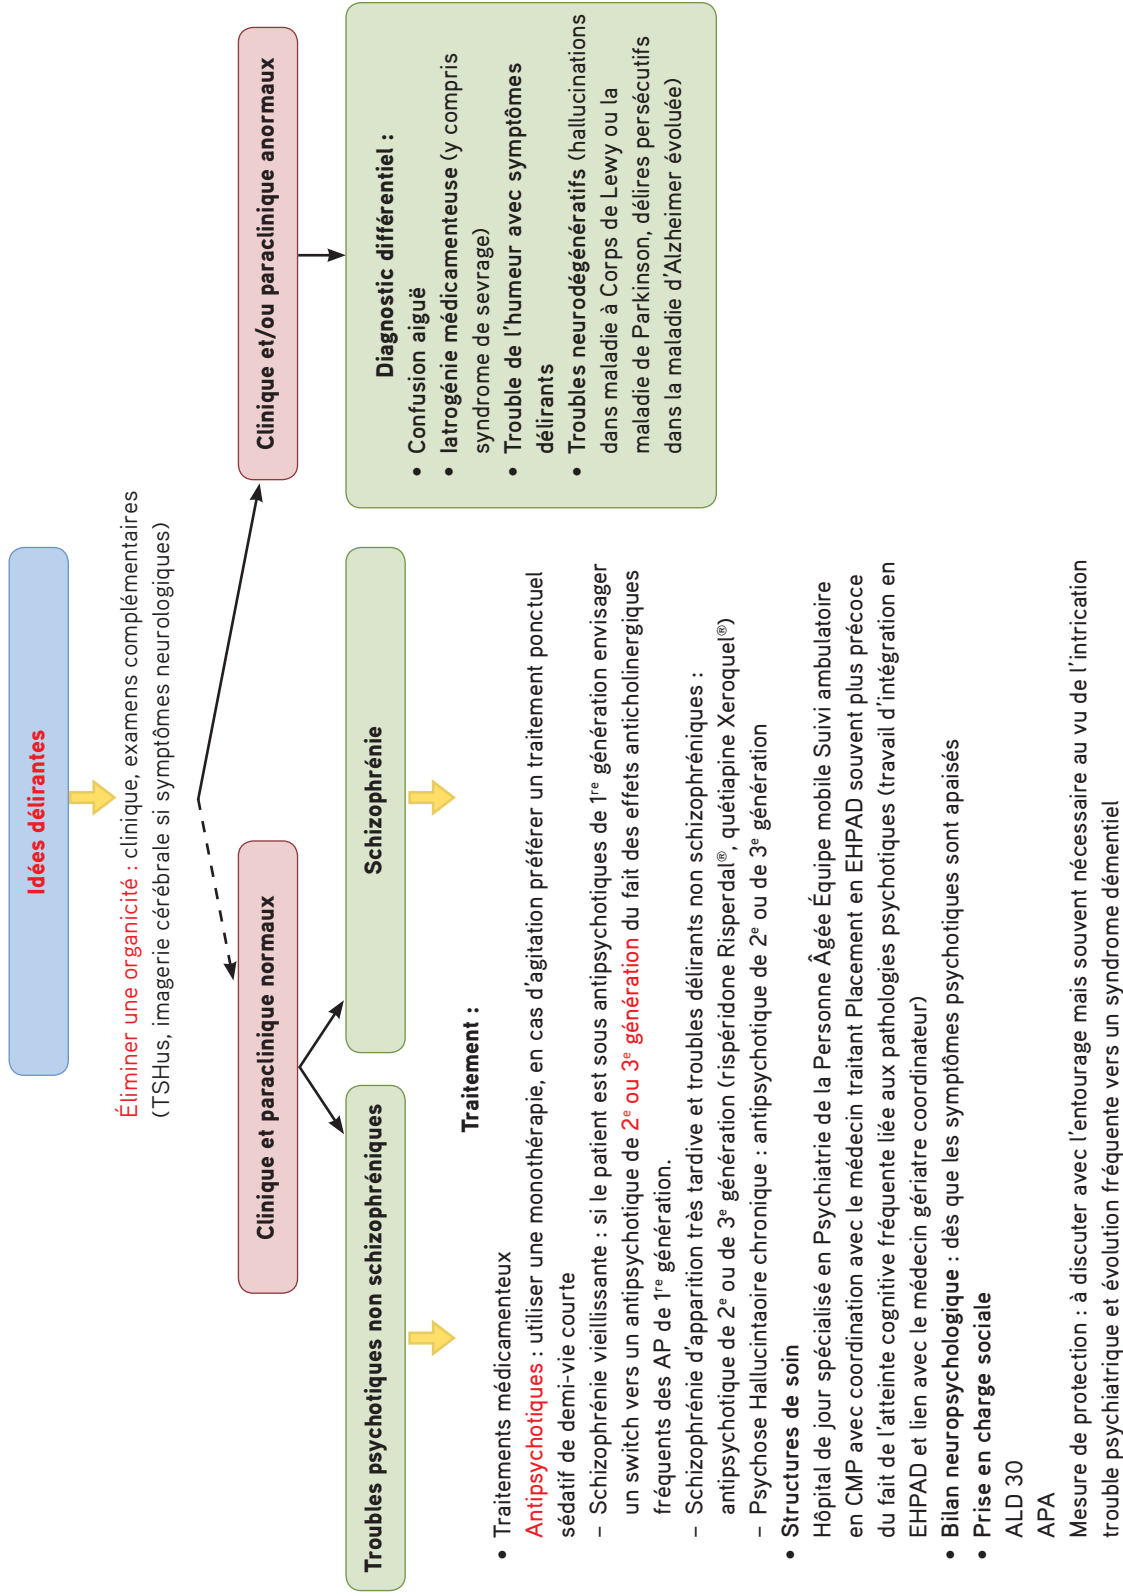 Idées délirantes
Éliminer une organicité : clinique, examens complémentaires
(TSHus, imagerie cérébrale si symptômes neurologiques)
Clinique et paraclinique normaux
Clinique et/ou paraclinique anormaux
Troubles psychotiques non schizophréniques
Schizophrénie
Diagnostic différentiel :
• Confusion aiguë
• Iatrogénie médicamenteuse (y compris
syndrome de sevrage)
• Trouble de l'humeur avec symptômes
délirants
• Troubles neurodégénératifs (hallucinations
dans maladie à Corps de Lewy ou la
maladie de Parkinson, délires persécutifs
dans la maladie d'Alzheimer évoluée)
Traitement :
• Traitements médicamenteux
Antipsychotiques : utiliser une monothérapie, en cas d'agitation préférer un traitement ponctuel
sédatif de demi-vie courte
– Schizophrénie vieillissante : si le patient est sous antipsychotiques de 1re génération envisager
un switch vers un antipsychotique de 2e ou 3e génération du fait des effets anticholinergiques
fréquents des AP de 1re génération.
– Schizophrénie d'apparition très tardive et troubles délirants non schizophréniques :
antipsychotique de 2e ou de 3e génération (rispéridone Risperdal®, quétiapine Xeroquel®)
– Psychose Hallucintaoire chronique : antipsychotique de 2e ou de 3e génération
• Structures de soin
Hôpital de jour spécialisé en Psychiatrie de la Personne Âgée Équipe mobile Suivi ambulatoire
en CMP avec coordination avec le médecin traitant Placement en EHPAD souvent plus précoce
du fait de l'atteinte cognitive fréquente liée aux pathologies psychotiques (travail d'intégration en
EHPAD et lien avec le médecin gériatre coordinateur)
• Bilan neuropsychologique : dès que les symptômes psychotiques sont apaisés
• Prise en charge sociale
ALD 30
APA
Mesure de protection : à discuter avec l'entourage mais souvent nécessaire au vu de l'intrication
trouble psychiatrique et évolution fréquente vers un syndrome démentiel